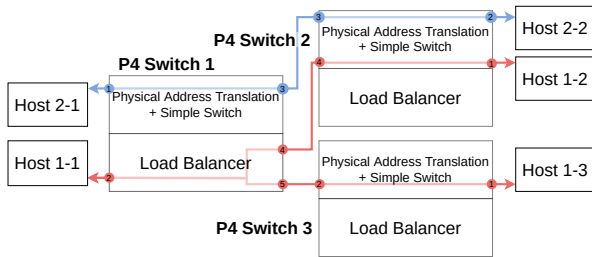 P4 Switch 2
3
Physical Address Translation
+ Simple Switch
2
Host 2-2
4
1
Host 1-2
Load Balancer
P4 Switch 1
Host 2-1
1
Physical Address Translation
+ Simple Switch
3
Host 1-1
2
Load Balancer
4
5
2
Physical Address Translation
+ Simple Switch
1
Host 1-3
P4 Switch 3
Load Balancer